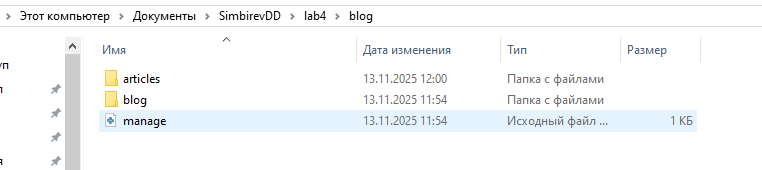 Этот компьютер > Документы > SimbirevDD > lab4 > blog
Имя Дата изменения Тип Размер
articles 13.11.2025 12:00 Папка с файлами
blog 13.11.2025 11:54 Папка с файлами
manage 13.11.2025 11:54 Исходный файл ... 1 КБ